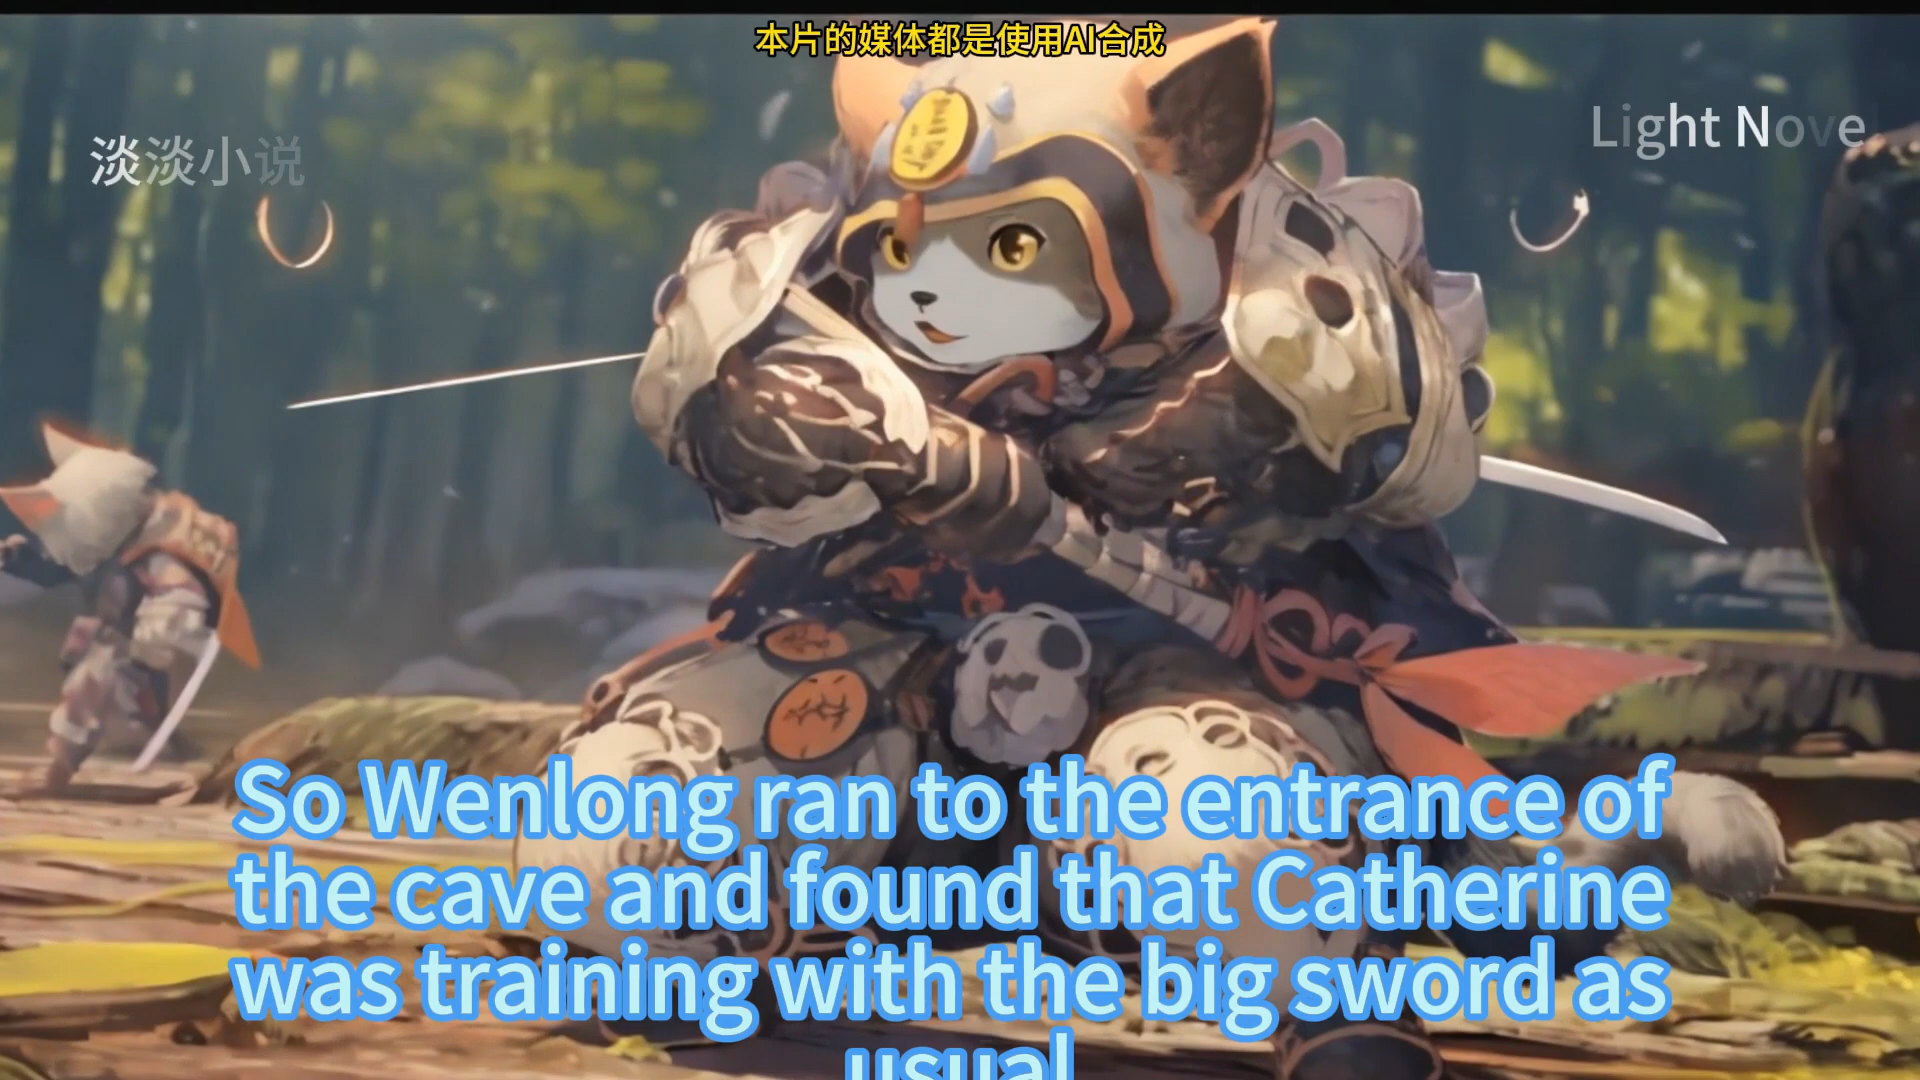 本片的媒体都是使用AI合成
淡淡小说
Light Nove
So Wenlong ran to the entrance of
the cave and found that Catherine
was training with the big sword as
usual